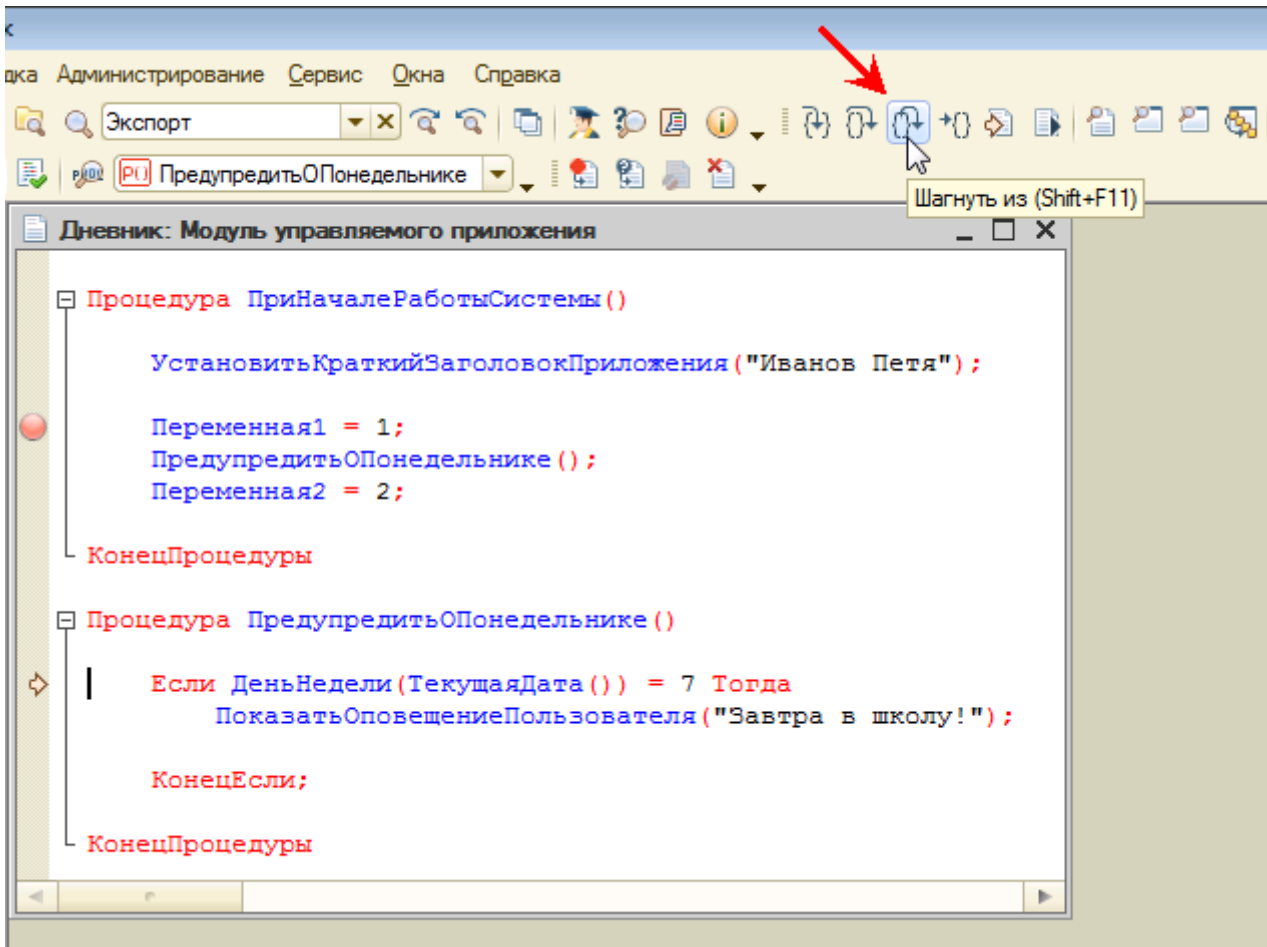 Администрирование Сервис Окна Справка
Экспорт
ПредупредитьОПонедельнике
Шагнуть из (Shift+F11)
Дневник: Модуль управляемого приложения
Процедура ПриНачалеРаботыСистемы()
УстановитьКраткийЗаголовокПриложения("Иванов Петя");
Переменная1 = 1;
ПредупредитьОПонедельнике();
Переменная2 = 2;
КонецПроцедуры
Процедура ПредупредитьОПонедельнике()
Если ДеньНедели(ТекущаяДата()) = 7 Тогда
ПоказатьОповещениеПользователя("Завтра в школу!");
КонецЕсли;
КонецПроцедуры